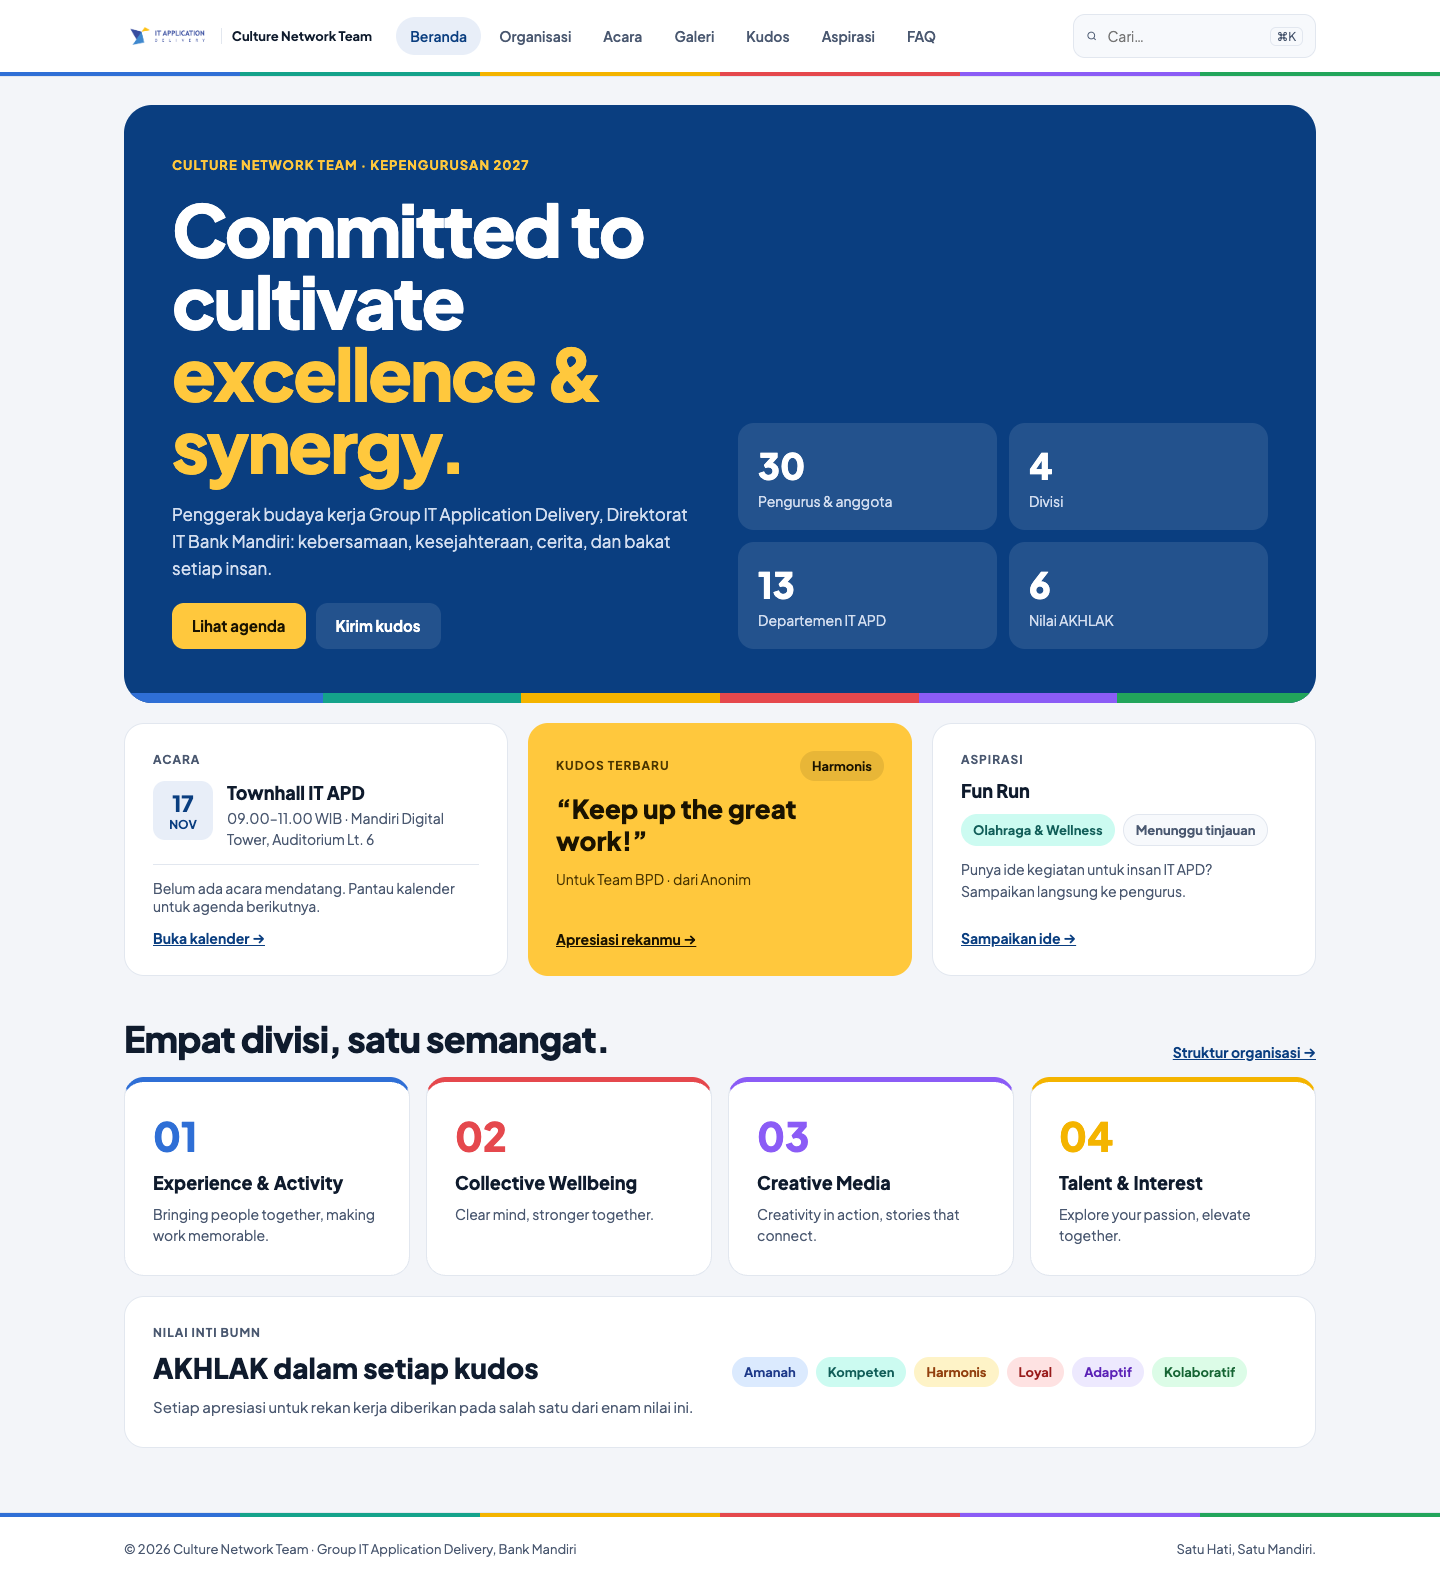 IT APPLICATION
DELIVERY
Culture Network Team
Beranda
Organisasi
Acara
Galeri
Kudos
Aspirasi
FAQ
Cari...
⌘K
CULTURE NETWORK TEAM · KEPENGURUSAN 2027
Committed to
cultivate
excellence &
synergy.
Penggerak budaya kerja Group IT Application Delivery, Direktorat
IT Bank Mandiri: kebersamaan, kesejahteraan, cerita, dan bakat
setiap insan.
Lihat agenda
Kirim kudos
30
Pengurus & anggota
4
Divisi
13
Departemen IT APD
6
Nilai AKHLAK
ACARA
17
NOV
Townhall IT APD
09.00–11.00 WIB · Mandiri Digital
Tower, Auditorium Lt. 6
Belum ada acara mendatang. Pantau kalender
untuk agenda berikutnya.
Buka kalender →
KUDOS TERBARU
Harmonis
“Keep up the great
work!”
Untuk Team BPD · dari Anonim
Apresiasi rekanmu →
ASPIRASI
Fun Run
Olahraga & Wellness
Menunggu tinjauan
Punya ide kegiatan untuk insan IT APD?
Sampaikan langsung ke pengurus.
Sampaikan ide →
Empat divisi, satu semangat.
Struktur organisasi →
01
Experience & Activity
Bringing people together, making
work memorable.
02
Collective Wellbeing
Clear mind, stronger together.
03
Creative Media
Creativity in action, stories that
connect.
04
Talent & Interest
Explore your passion, elevate
together.
NILAI INTI BUMN
AKHLAK dalam setiap kudos
Setiap apresiasi untuk rekan kerja diberikan pada salah satu dari enam nilai ini.
Amanah
Kompeten
Harmonis
Loyal
Adaptif
Kolaboratif
© 2026 Culture Network Team · Group IT Application Delivery, Bank Mandiri
Satu Hati, Satu Mandiri.